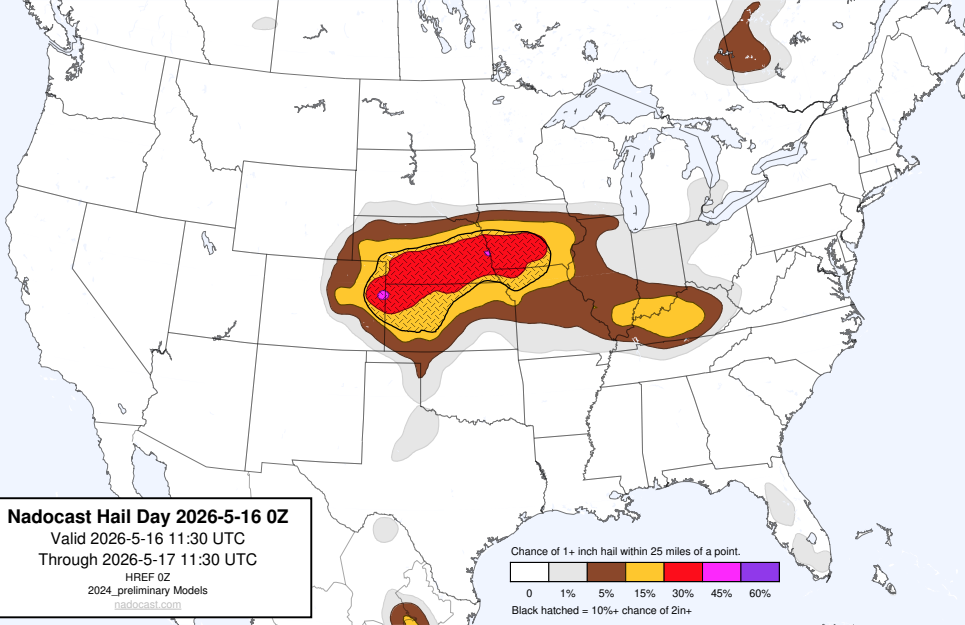 Nadocast Hail Day 2026-5-16 0Z
Valid 2026-5-16 11:30 UTC
Through 2026-5-17 11:30 UTC
HREF 0Z
2024_preliminary Models
nadocast.com
Chance of 1+ inch hail within 25 miles of a point.
0 1% 5% 15% 30% 45% 60%
Black hatched = 10%+ chance of 2in+